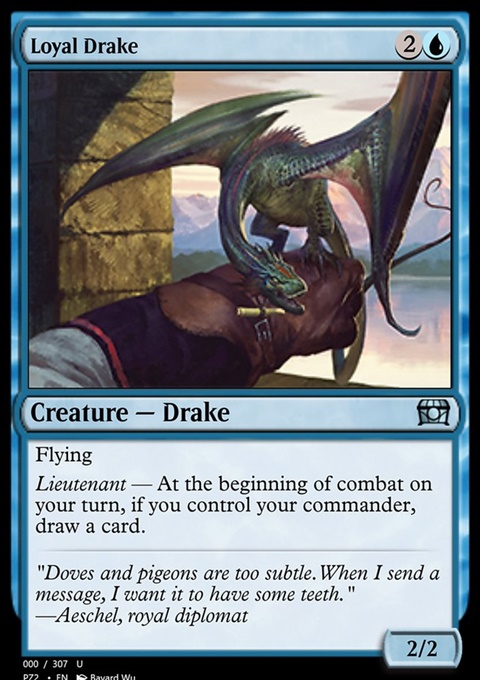 Loyal Drake
2
Creature — Drake
Flying
Lieutenant — At the beginning of combat on
your turn, if you control your commander,
draw a card.
"Doves and pigeons are too subtle. When I send a
message, I want it to have some teeth."
—Aeschel, royal diplomat
2/2
000 / 307 U
PZ2 • EN Bayard Wu